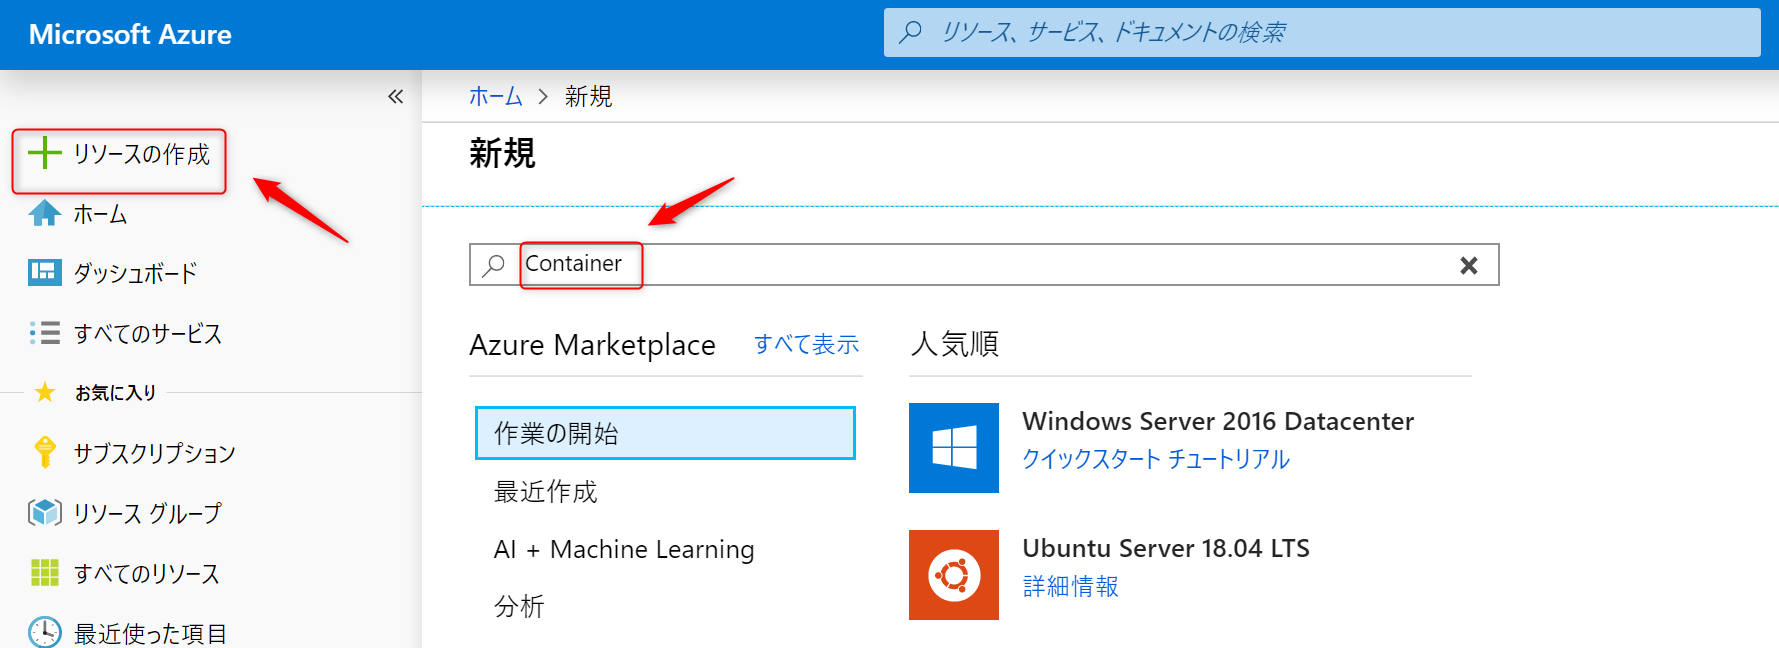 Microsoft Azure
リソース、サービス、ドキュメントの検索
«
リソースの作成
ホーム
ダッシュボード
すべてのサービス
お気に入り
サブスクリプション
リソース グループ
すべてのリソース
最近使った項目
ホーム > 新規
新規
Container
Azure Marketplace すべて表示
作業の開始
最近作成
AI + Machine Learning
分析
人気順
Windows Server 2016 Datacenter
クイックスタート チュートリアル
Ubuntu Server 18.04 LTS
詳細情報